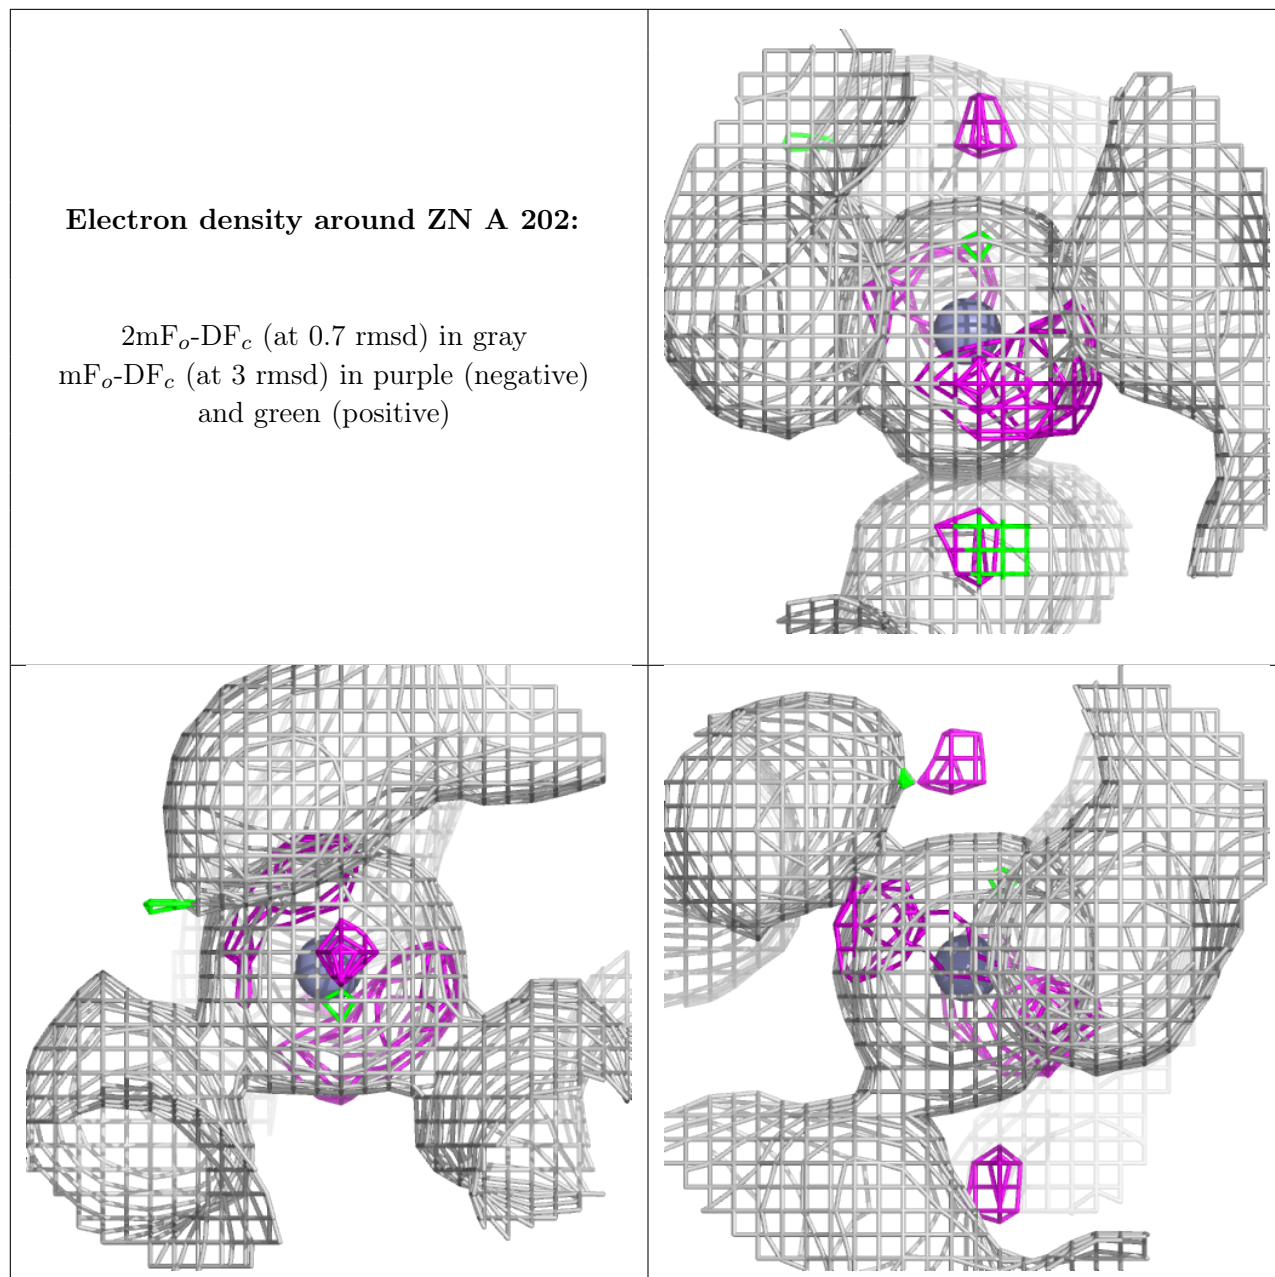 Electron density around ZN A 202:
2mFo-DFc (at 0.7 rmsd) in gray
mFo-DFc (at 3 rmsd) in purple (negative)
and green (positive)